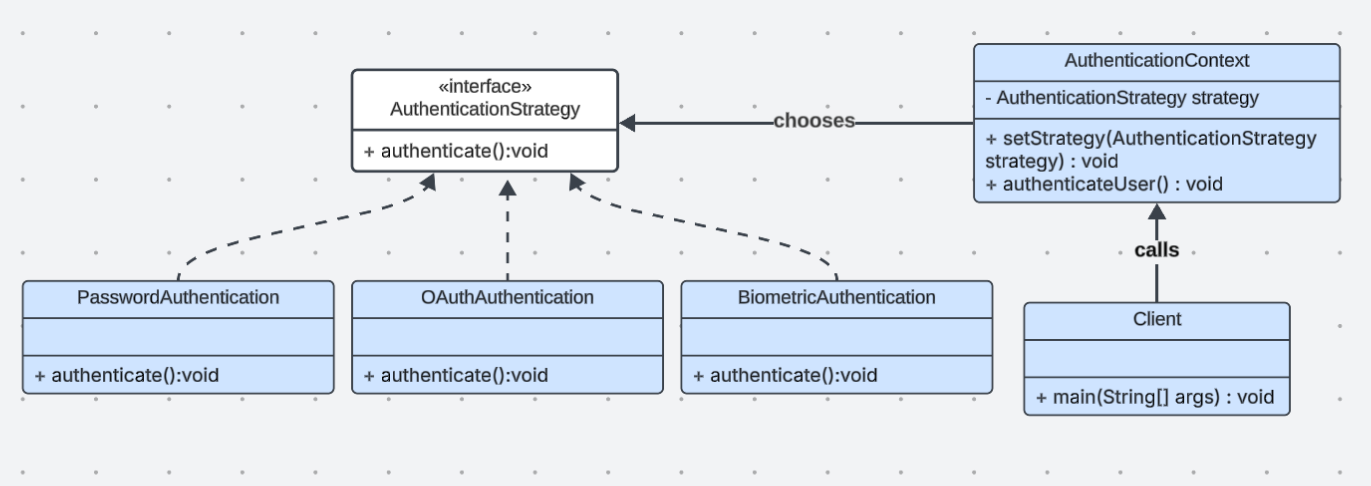 «interface»
AuthenticationStrategy
+ authenticate():void
chooses
AuthenticationContext
- AuthenticationStrategy strategy
+ setStrategy(AuthenticationStrategy
strategy) : void
+ authenticateUser() : void
calls
PasswordAuthentication
+ authenticate():void
OAuthAuthentication
+ authenticate():void
BiometricAuthentication
+ authenticate():void
Client
+ main(String[] args) : void